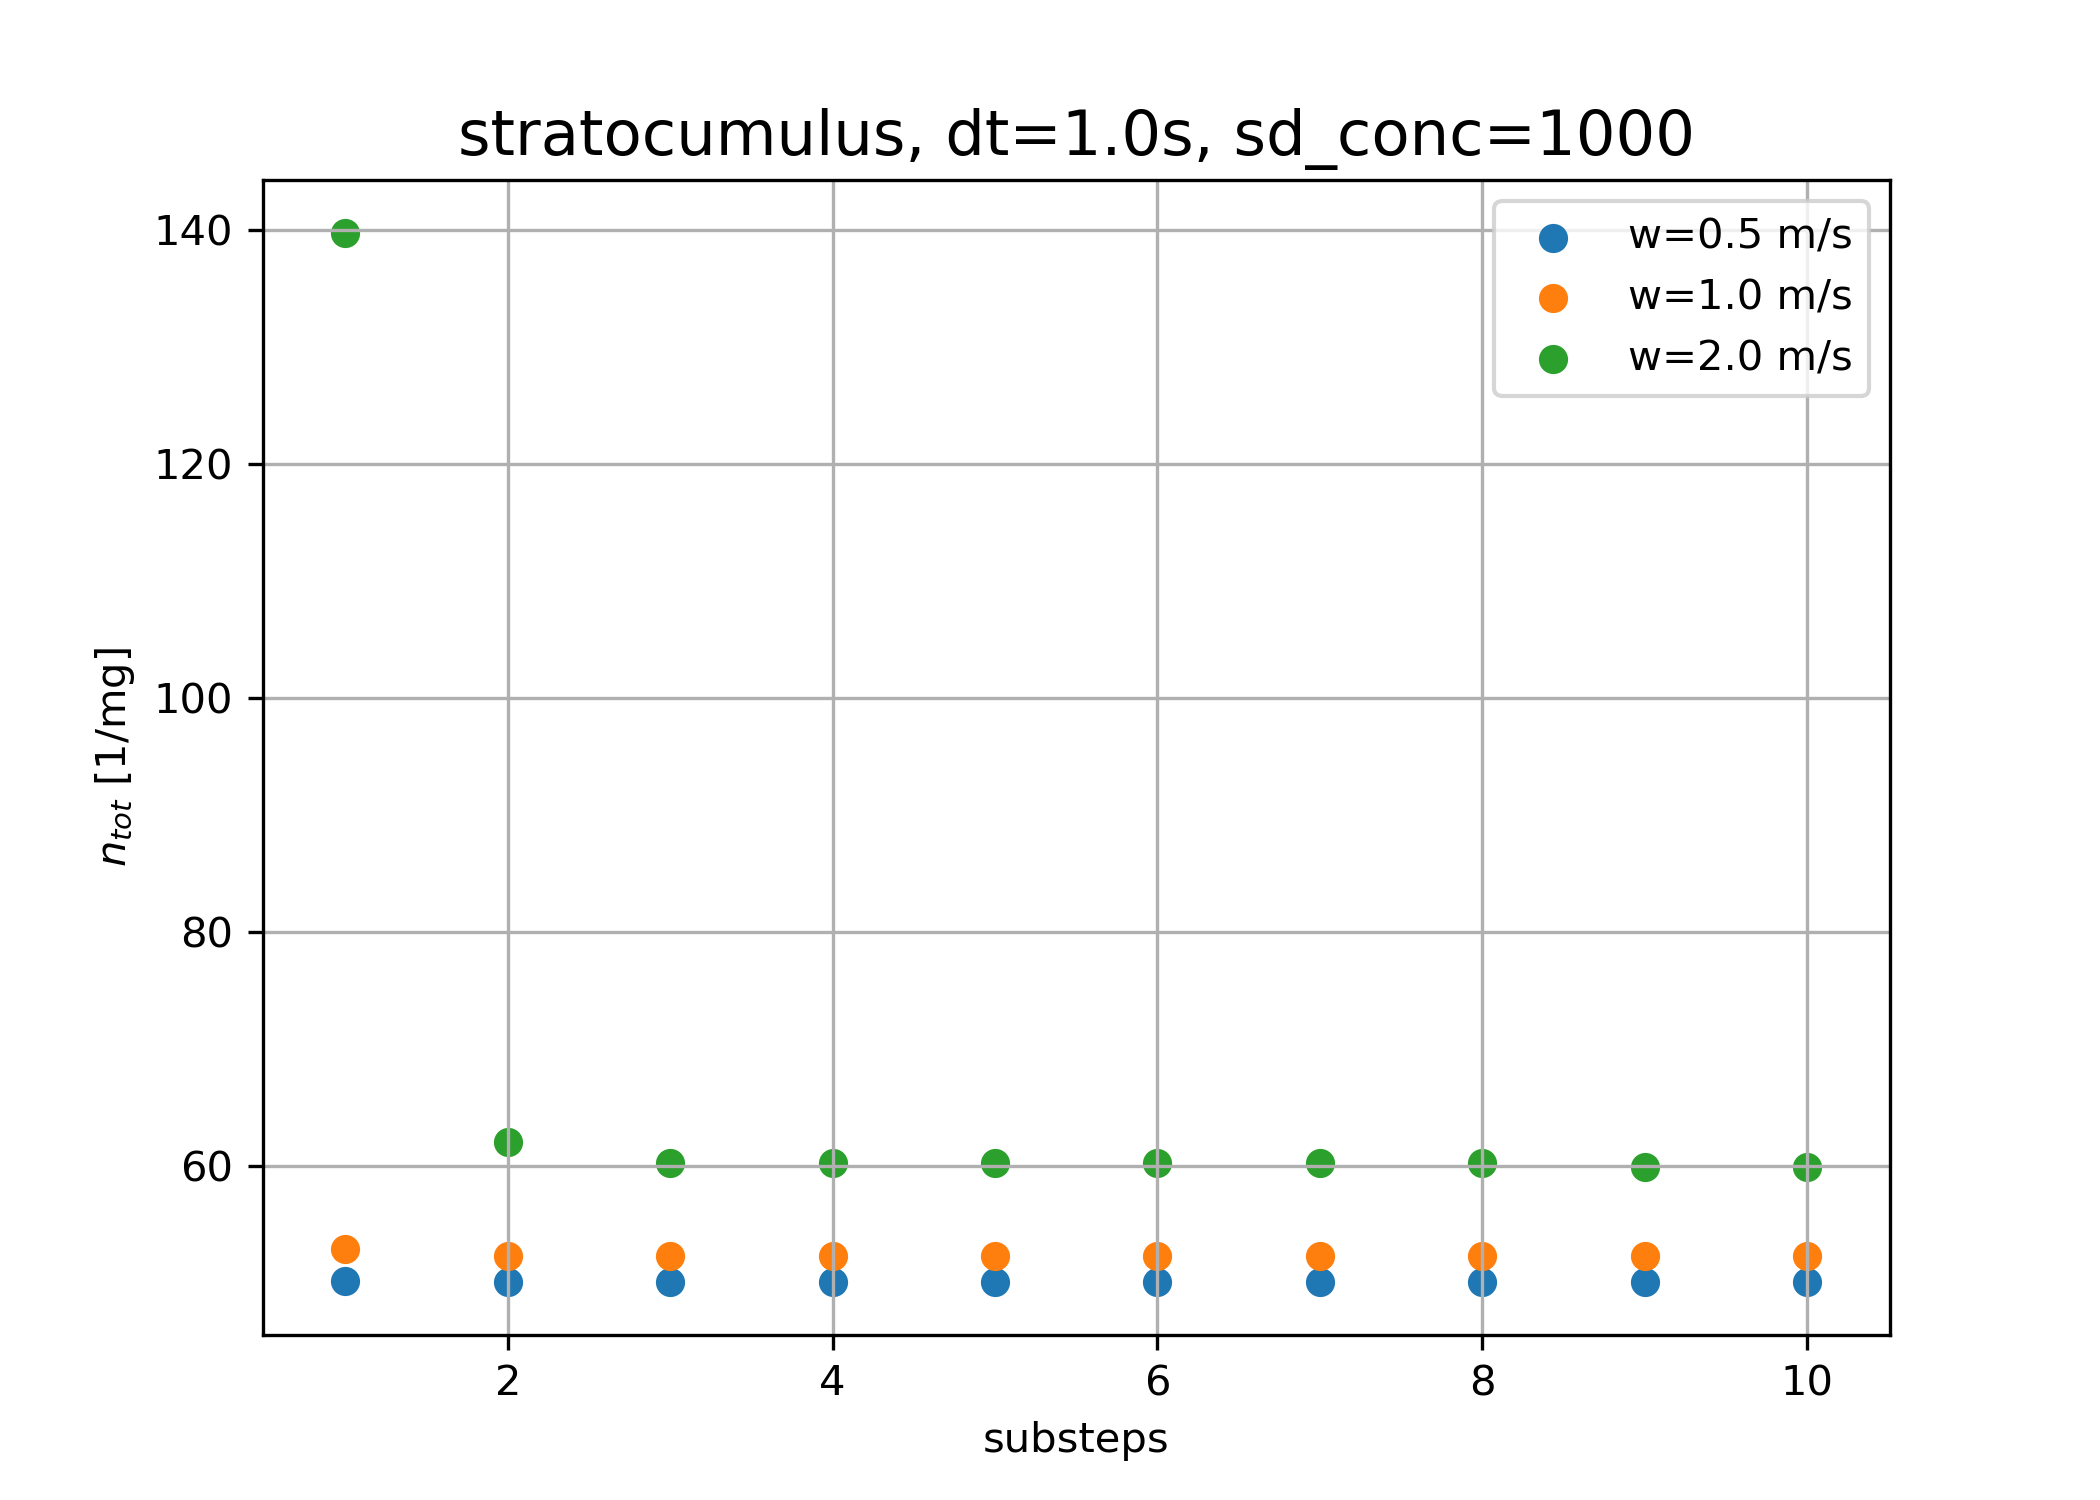 stratocumulus, dt=1.0s, sd_conc=1000
w=0.5 m/s
w=1.0 m/s
w=2.0 m/s
140
120
100
80
60
n_tot [1/mg]
2 4 6 8 10
substeps